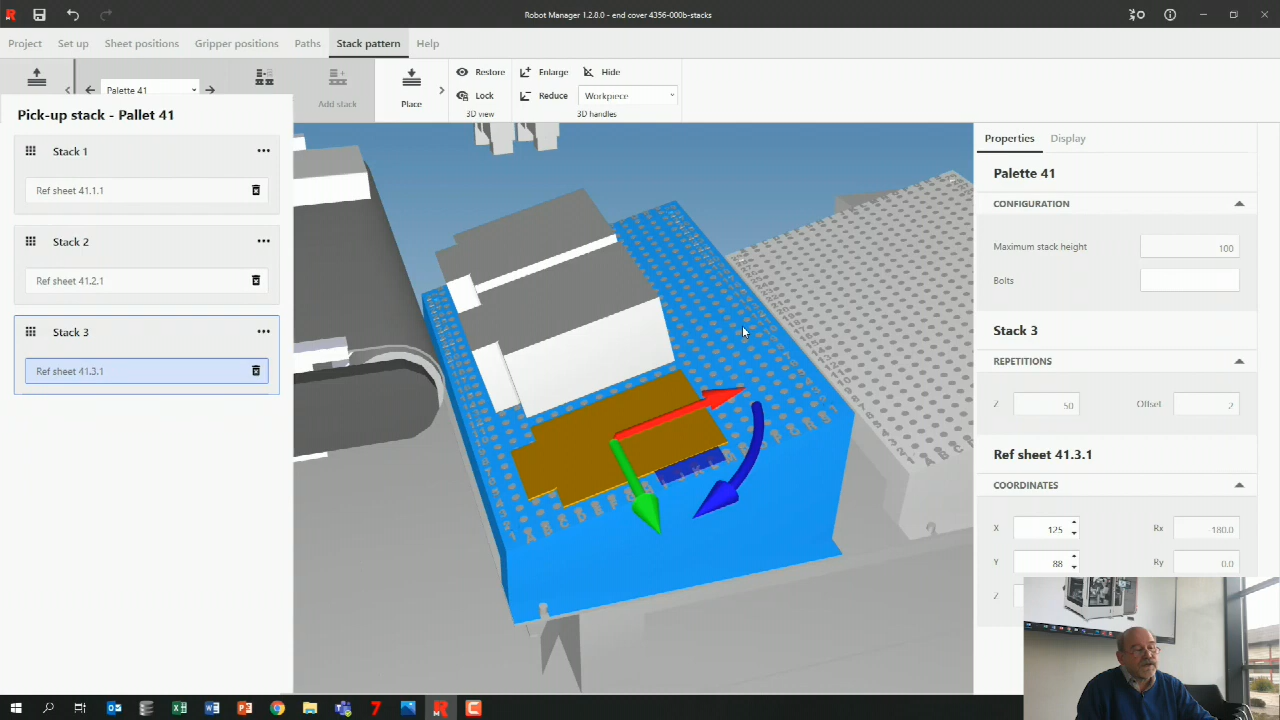 Robot Manager 1.2.8.0 - end cover 4356-000b-stacks
Project Set up Sheet positions Gripper positions Paths Stack pattern Help
Palette 41
Add stack
Place
Restore
Lock
3D view
Enlarge
Hide
Reduce
Workpiece
3D handles
Pick-up stack - Pallet 41
Stack 1
Ref sheet 41.1.1
Stack 2
Ref sheet 41.2.1
Stack 3
Ref sheet 41.3.1
Properties Display
Palette 41
CONFIGURATION
Maximum stack height 100
Bolts
Stack 3
REPETITIONS
Z 50 Offset 2
Ref sheet 41.3.1
COORDINATES
X 125 Rx 180.0
Y 88 Ry 0.0
Z